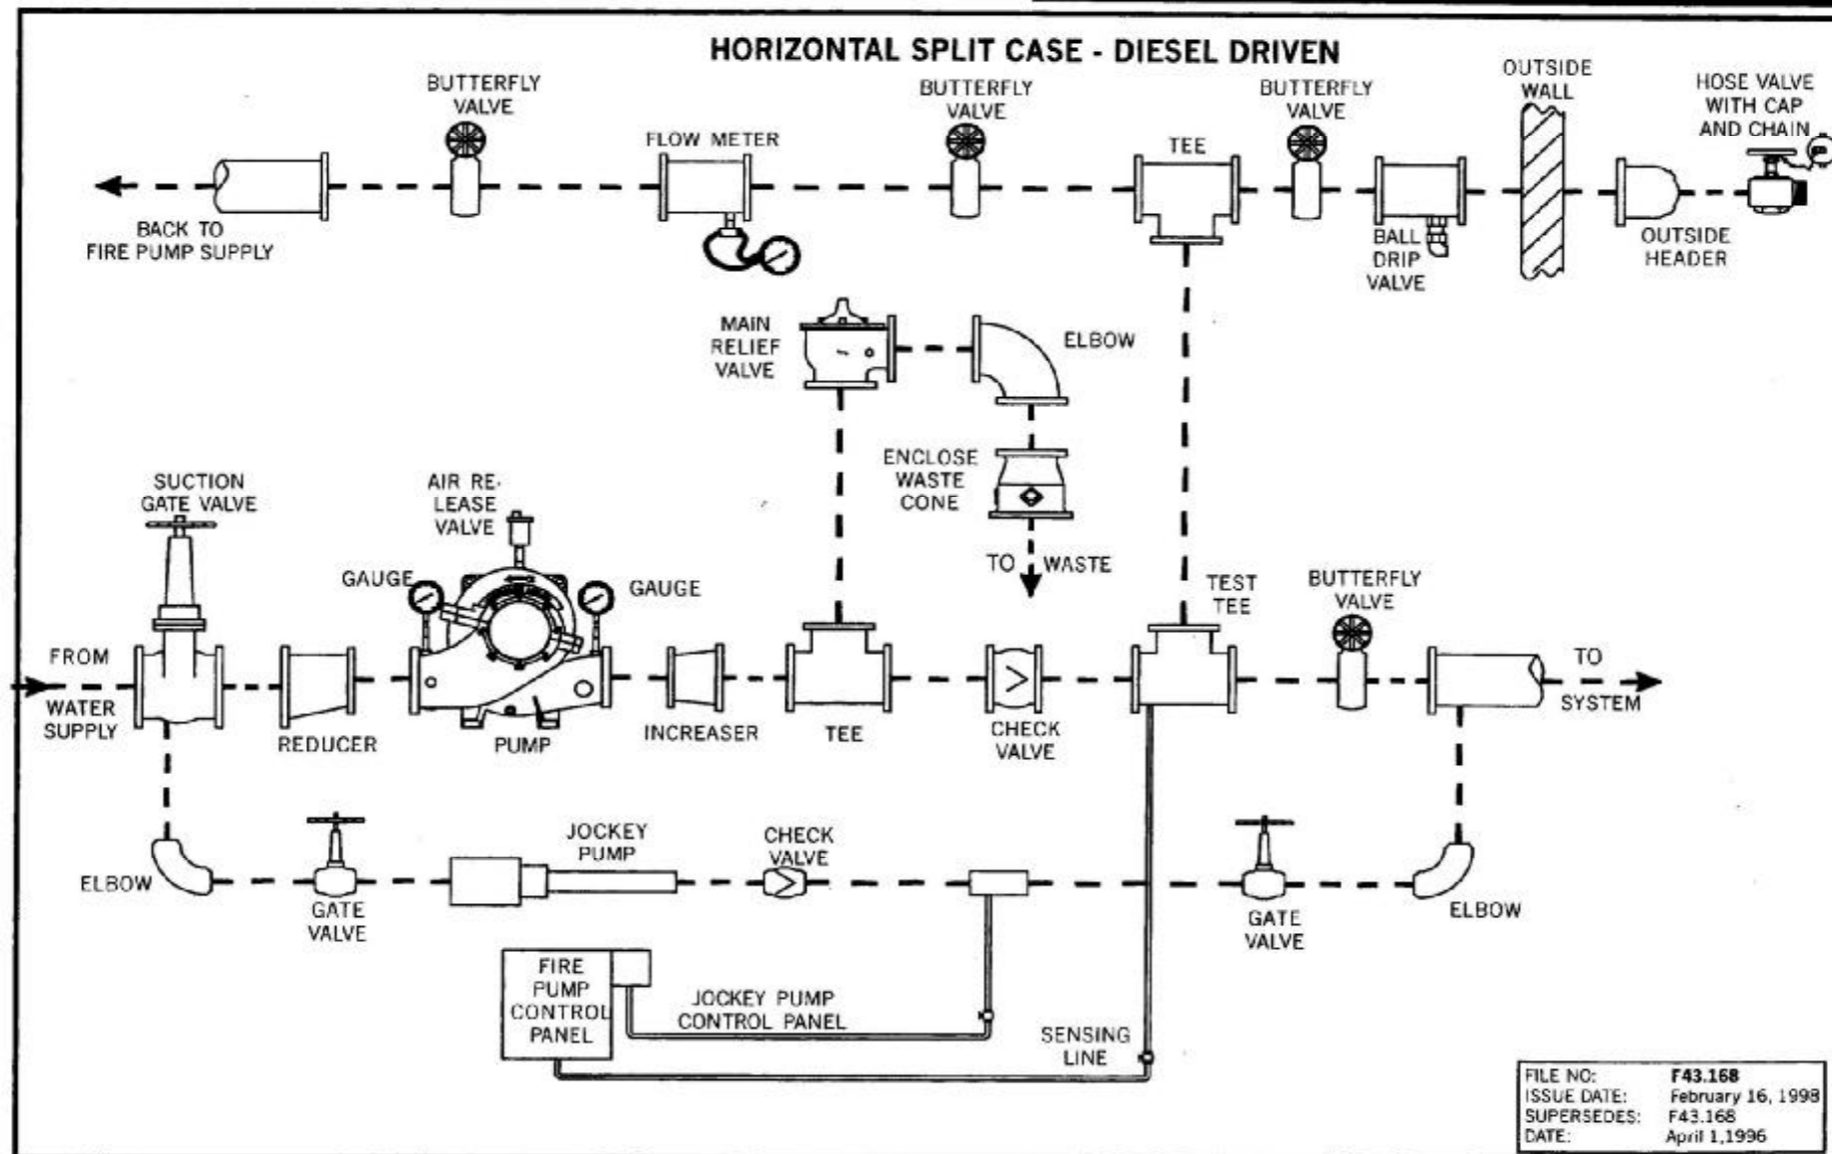 HORIZONTAL SPLIT CASE - DIESEL DRIVEN
BUTTERFLY
VALVE
FLOW METER
BUTTERFLY
VALVE
TEE
BUTTERFLY
VALVE
OUTSIDE
WALL
HOSE VALVE
WITH CAP
AND CHAIN
BACK TO
FIRE PUMP SUPPLY
BALL
DRIP
VALVE
OUTSIDE
HEADER
MAIN
RELIEF
VALVE
ELBOW
ENCLOSE
WASTE
CONE
TO WASTE
SUCTION
GATE VALVE
AIR RE-
LEASE
VALVE
GAUGE
GAUGE
TEST
TEE
BUTTERFLY
VALVE
FROM
WATER
SUPPLY
REDUCER
PUMP
INCREASER
TEE
CHECK
VALVE
TO
SYSTEM
ELBOW
GATE
VALVE
JOCKEY
PUMP
CHECK
VALVE
GATE
VALVE
ELBOW
FIRE
PUMP
CONTROL
PANEL
JOCKEY PUMP
CONTROL PANEL
SENSING
LINE
FILE NO: F43.168
ISSUE DATE: February 16, 1998
SUPERSEDES: F43.168
DATE: April 1,1996